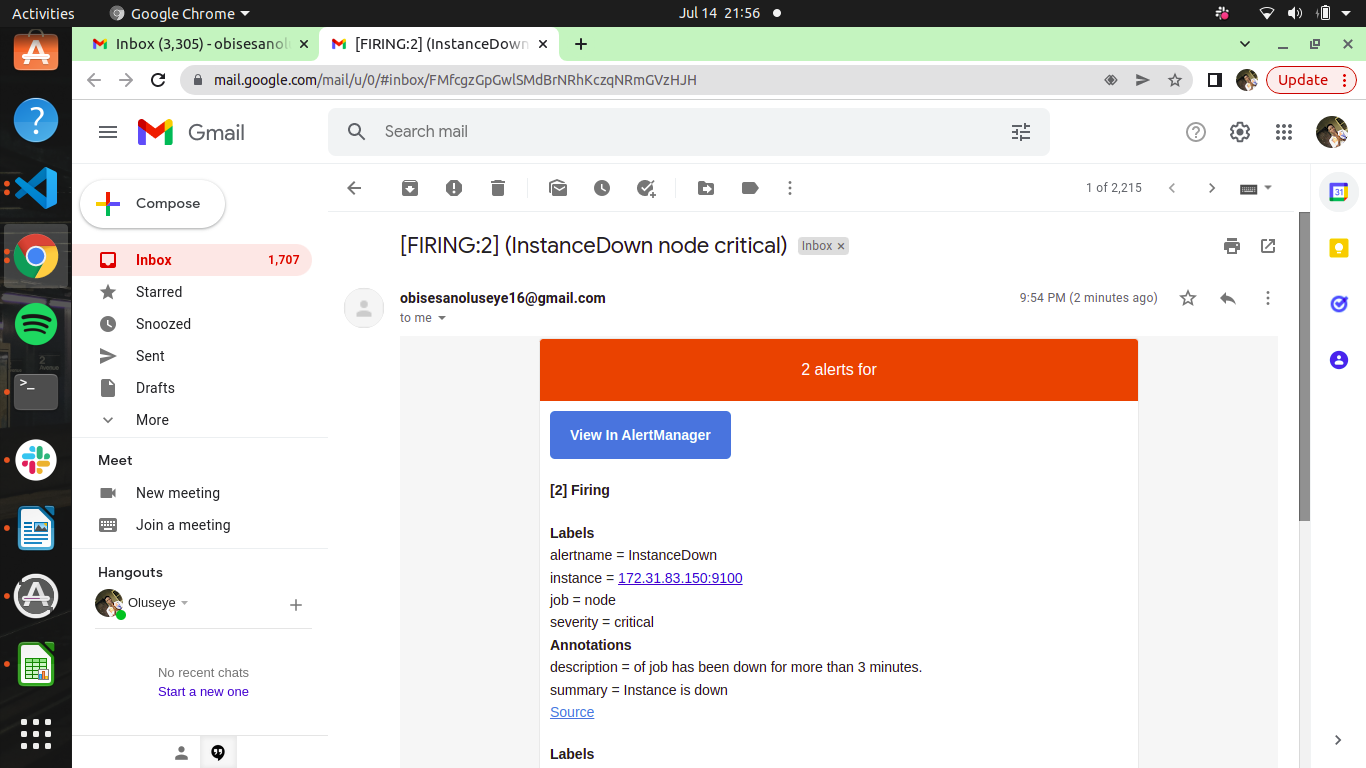 Activities
Google Chrome
Jul 14 21:56
Inbox (3,305) - obisesanol
[FIRING:2] (InstanceDown
mail.google.com/mail/u/0/#inbox/FMfcgzGpGwlSMdBrNRhKczqNRmGVzHJH
Update
Gmail
Search mail
Compose
1 of 2,215
31
Inbox 1,707
Starred
Snoozed
Sent
Drafts
More
Meet
New meeting
Join a meeting
Hangouts
Oluseye
No recent chats
Start a new one
[FIRING:2] (InstanceDown node critical)
Inbox x
obisesanoluseye16@gmail.com
9:54 PM (2 minutes ago)
to me
2 alerts for
View In AlertManager
[2] Firing
Labels
alertname = InstanceDown
instance = 172.31.83.150:9100
job = node
severity = critical
Annotations
description = of job has been down for more than 3 minutes.
summary = Instance is down
Source
Labels